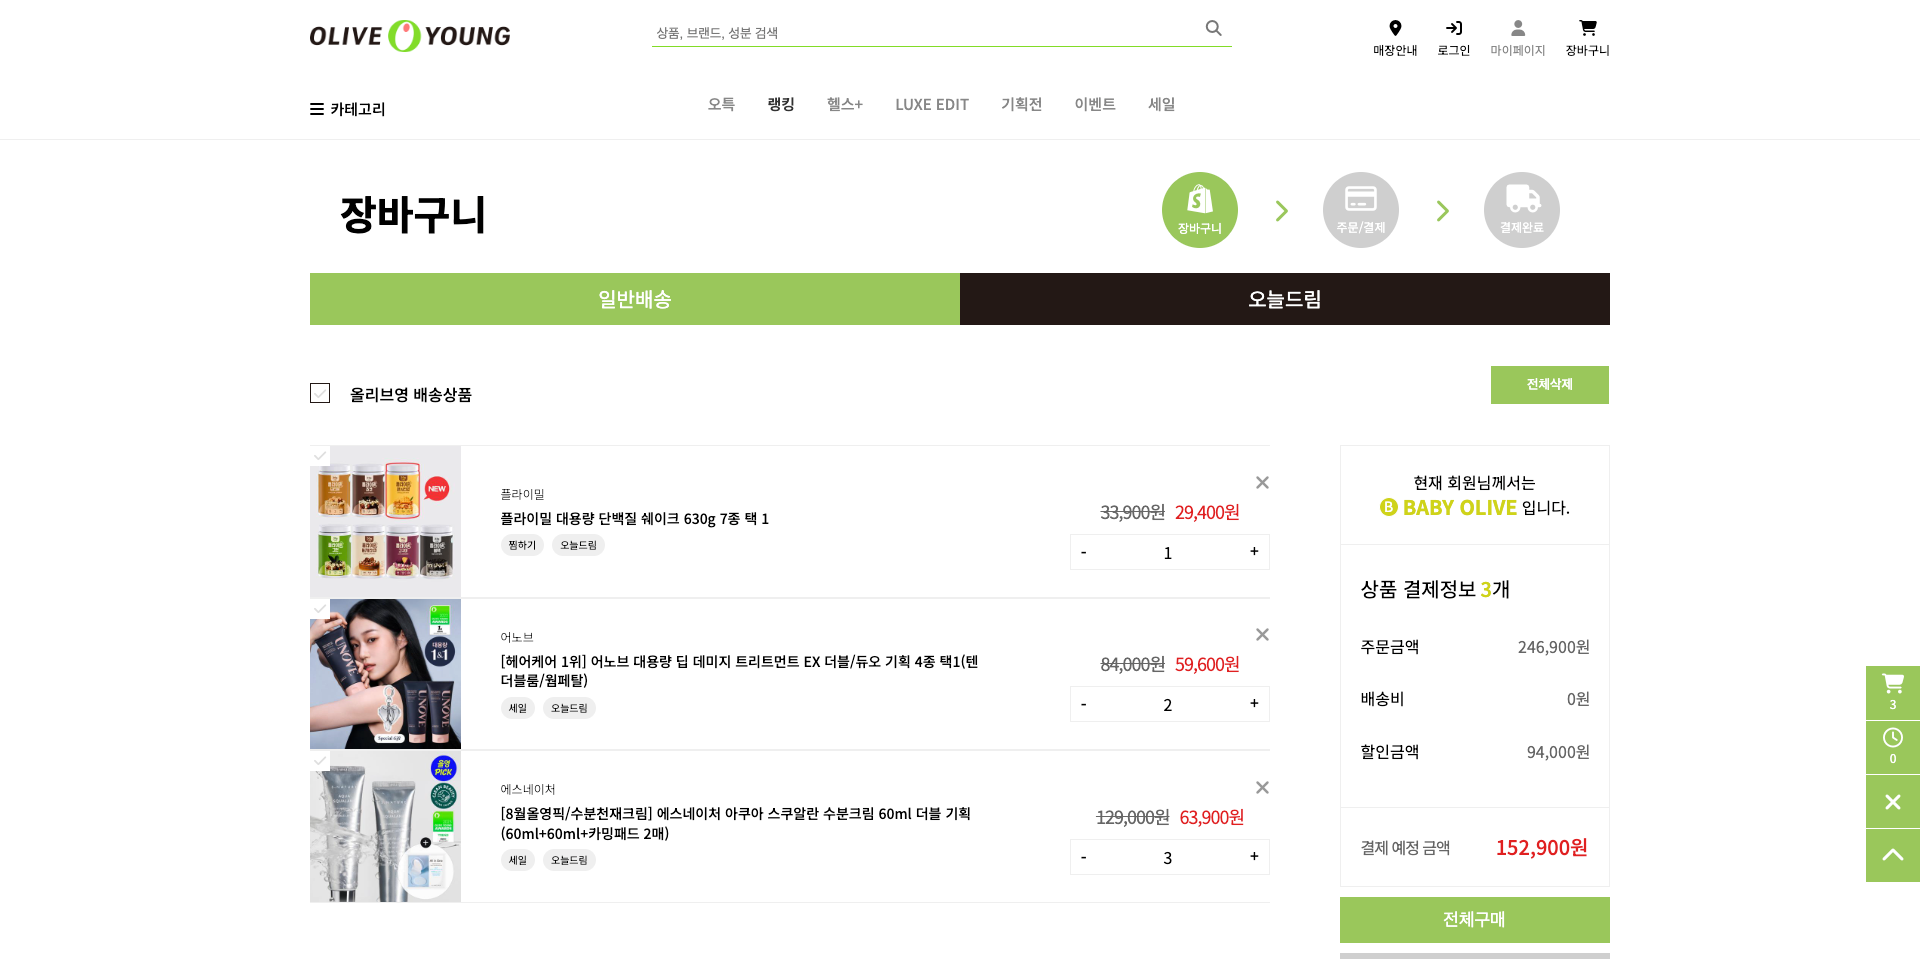 OLIVE YOUNG
상품, 브랜드, 성분 검색
매장안내
로그인
마이페이지
장바구니
카테고리
오특
랭킹
헬스+
LUXE EDIT
기획전
이벤트
세일
장바구니
장바구니
주문/결제
결제완료
일반배송
오늘드림
올리브영 배송상품
전체삭제
NEW
플라이밀
플라이밀 대용량 단백질 쉐이크 630g 7종 택 1
찜하기
오늘드림
33,900원 29,400원
- 1 +
대용량
1&1
UNOVE
UNOVE
UNOVE
Special Gift
어노브
[헤어케어 1위] 어노브 대용량 딥 데미지 트리트먼트 EX 더블/듀오 기획 4종 택1(텐
더블룸/웜페탈)
세일
오늘드림
84,000원 59,600원
- 2 +
올영
PICK
에스네이처
[8월올영픽/수분천재크림] 에스네이처 아쿠아 스쿠알란 수분크림 60ml 더블 기획
(60ml+60ml+카밍패드 2매)
세일
오늘드림
129,000원 63,900원
- 3 +
현재 회원님께서는
B BABY OLIVE 입니다.
상품 결제정보 3개
주문금액 246,900원
배송비 0원
할인금액 94,000원
결제 예정 금액 152,900원
전체구매
3
0